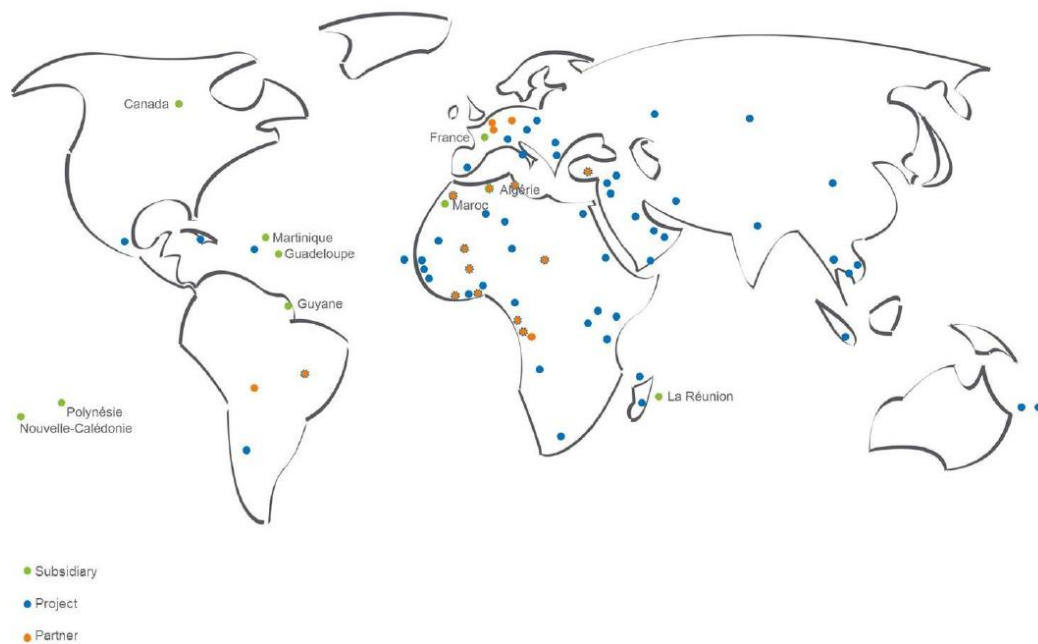 Canada
France
Algérie
Maroc
Martinique
Guadeloupe
Guyane
La Réunion
Polynésie
Nouvelle-Calédonie
Subsidiary
Project
Partner